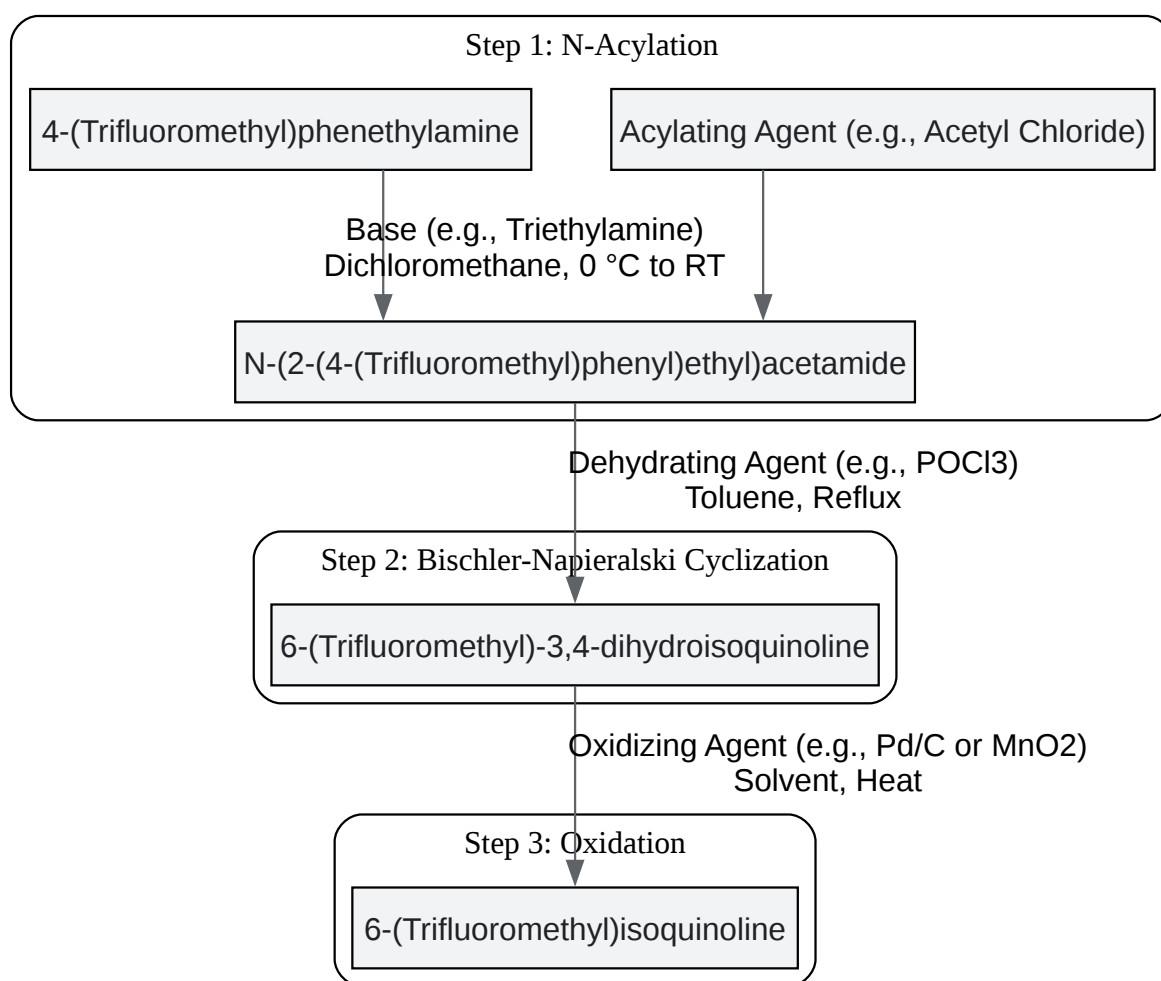 Step 1: N-Acylation
4-(Trifluoromethyl)phenethylamine
Acylating Agent (e.g., Acetyl Chloride)
Base (e.g., Triethylamine)
Dichloromethane, 0 °C to RT
N-(2-(4-(Trifluoromethyl)phenyl)ethyl)acetamide
Dehydrating Agent (e.g., POCl3)
Toluene, Reflux
Step 2: Bischler-Napieralski Cyclization
6-(Trifluoromethyl)-3,4-dihydroisoquinoline
Oxidizing Agent (e.g., Pd/C or MnO2)
Solvent, Heat
Step 3: Oxidation
6-(Trifluoromethyl)isoquinoline